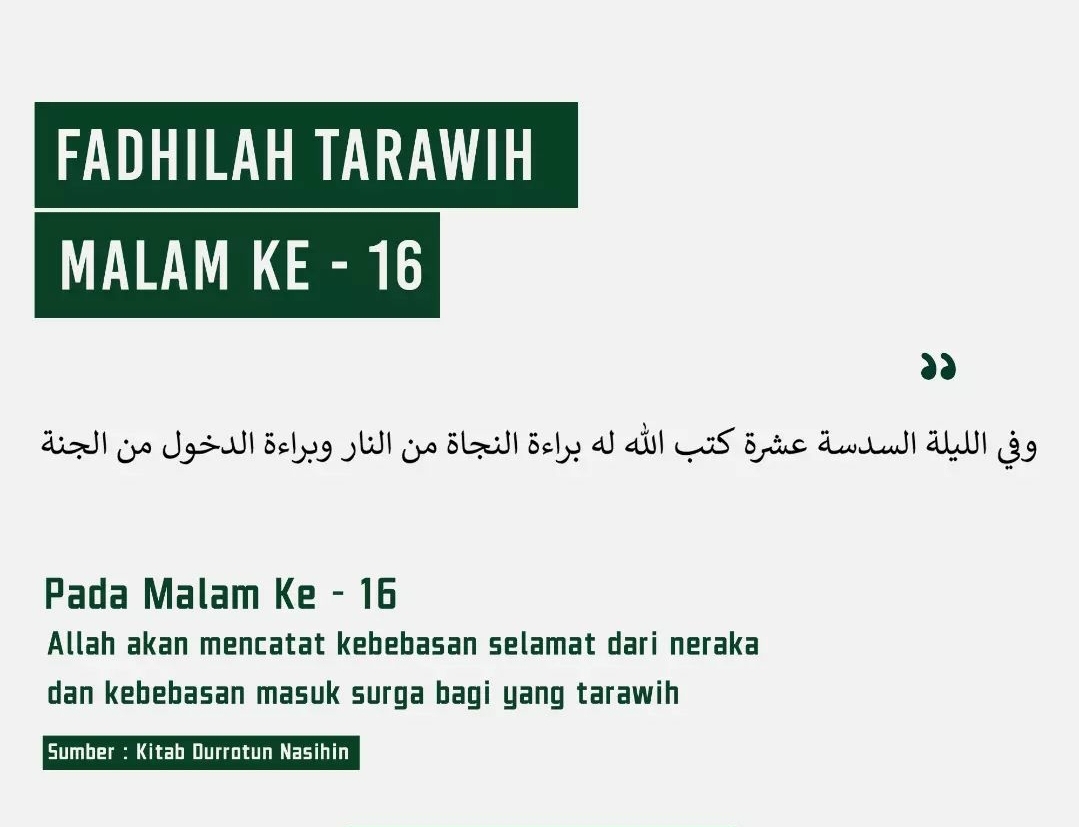 FADHILAH TARAWIH
MALAM KE - 16
”
وفي الليلة السدسة عشرة كتب الله له براءة النجاة من النار وبراءة الدخول من الجنة
Pada Malam Ke - 16
Allah akan mencatat kebebasan selamat dari neraka
dan kebebasan masuk surga bagi yang tarawih
Sumber : Kitab Durrotun Nasihin